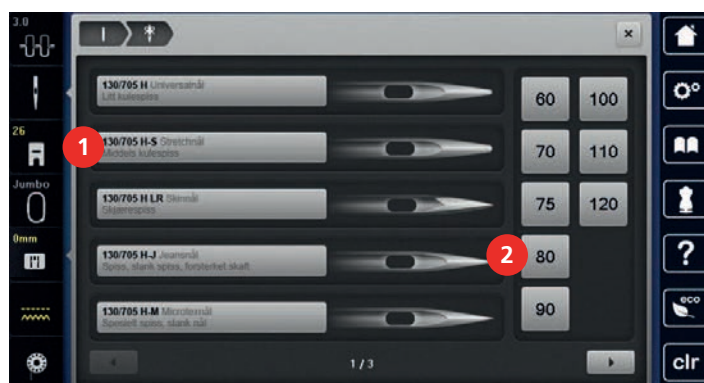 3.0
130/705 H Universalnål
Litt kulespiss
60 100
26
1
130/705 H-S Stretchnål
Middels kulespiss
70 110
Jumbo
130/705 H LR Skinnnål
Skjærespiss
75 120
0mm
130/705 H-J Jeansnål
Spiss, slank spiss, forsterket skaft
2
80
?
eco
130/705 H-M Microtexnål
Spesielt spiss, slank nål
90
1 / 3
clr